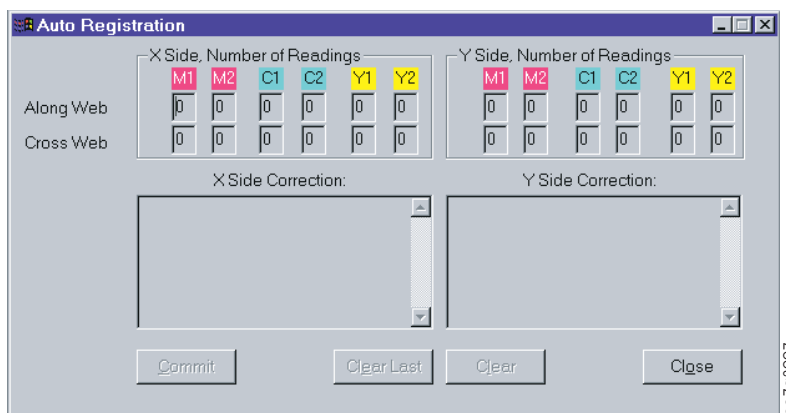 Auto Registration
X Side, Number of Readings Y Side, Number of Readings
M1 M2 C1 C2 Y1 Y2 M1 M2 C1 C2 Y1 Y2
Along Web 0 0 0 0 0 0 0 0 0 0 0 0
Cross Web 0 0 0 0 0 0 0 0 0 0 0 0
X Side Correction: Y Side Correction:
Commit Clear Last Clear Close